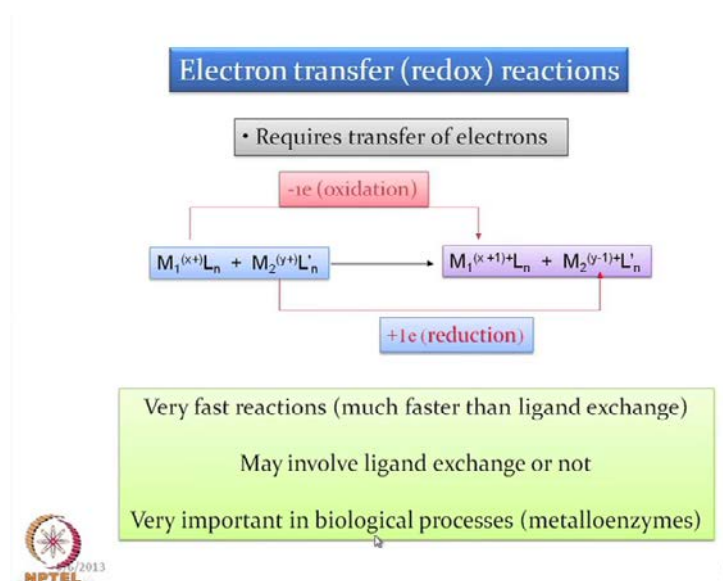 Electron transfer (redox) reactions
• Requires transfer of electrons
-1e (oxidation)
M₁⁽ˣ⁺⁾Lₙ + M₂⁽ʸ⁺⁾L'ₙ M₁⁽ˣ⁺¹⁾⁺Lₙ + M₂⁽ʸ⁻¹⁾⁺L'ₙ
+1e (reduction)
Very fast reactions (much faster than ligand exchange)
May involve ligand exchange or not
Very important in biological processes (metalloenzymes)
/6/2013
NPTEL